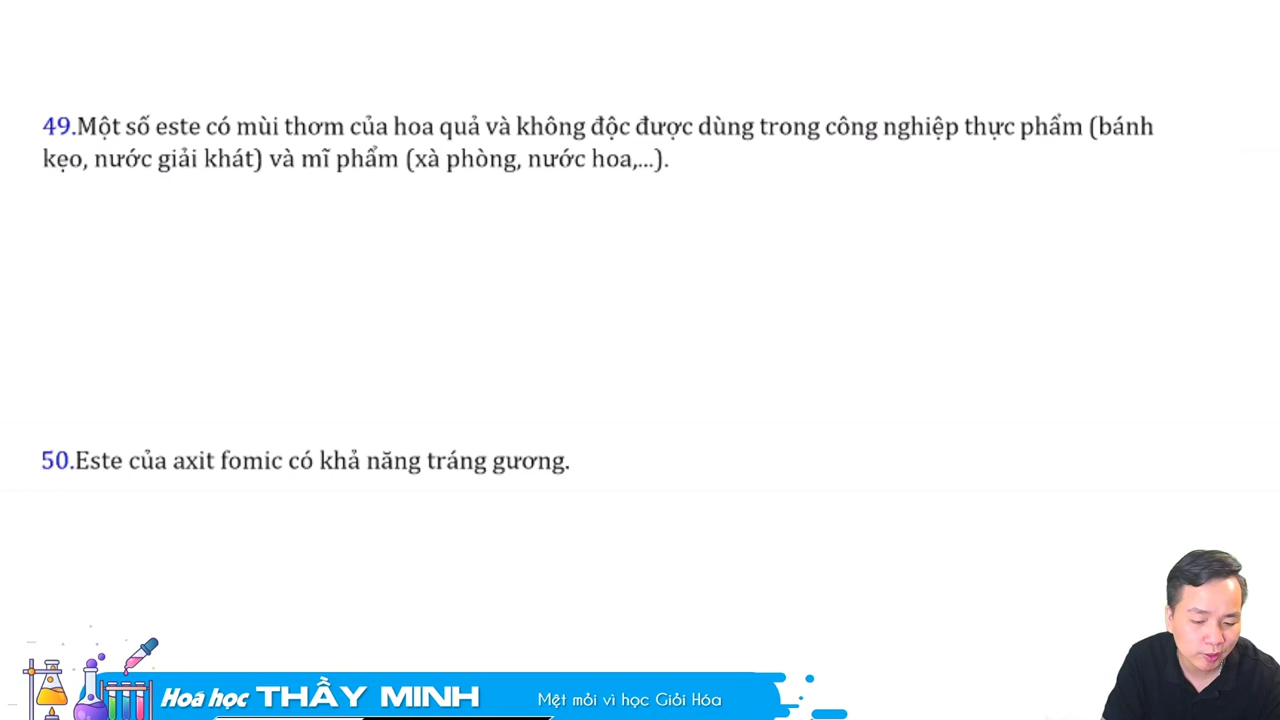 49.Một số este có mùi thơm của hoa quả và không độc được dùng trong công nghiệp thực phẩm (bánh
kẹo, nước giải khát) và mĩ phẩm (xà phòng, nước hoa,...).
50.Este của axit fomic có khả năng tráng gương.
Hoá học THẦY MINH
Mệt mỏi vì học Giỏi Hóa